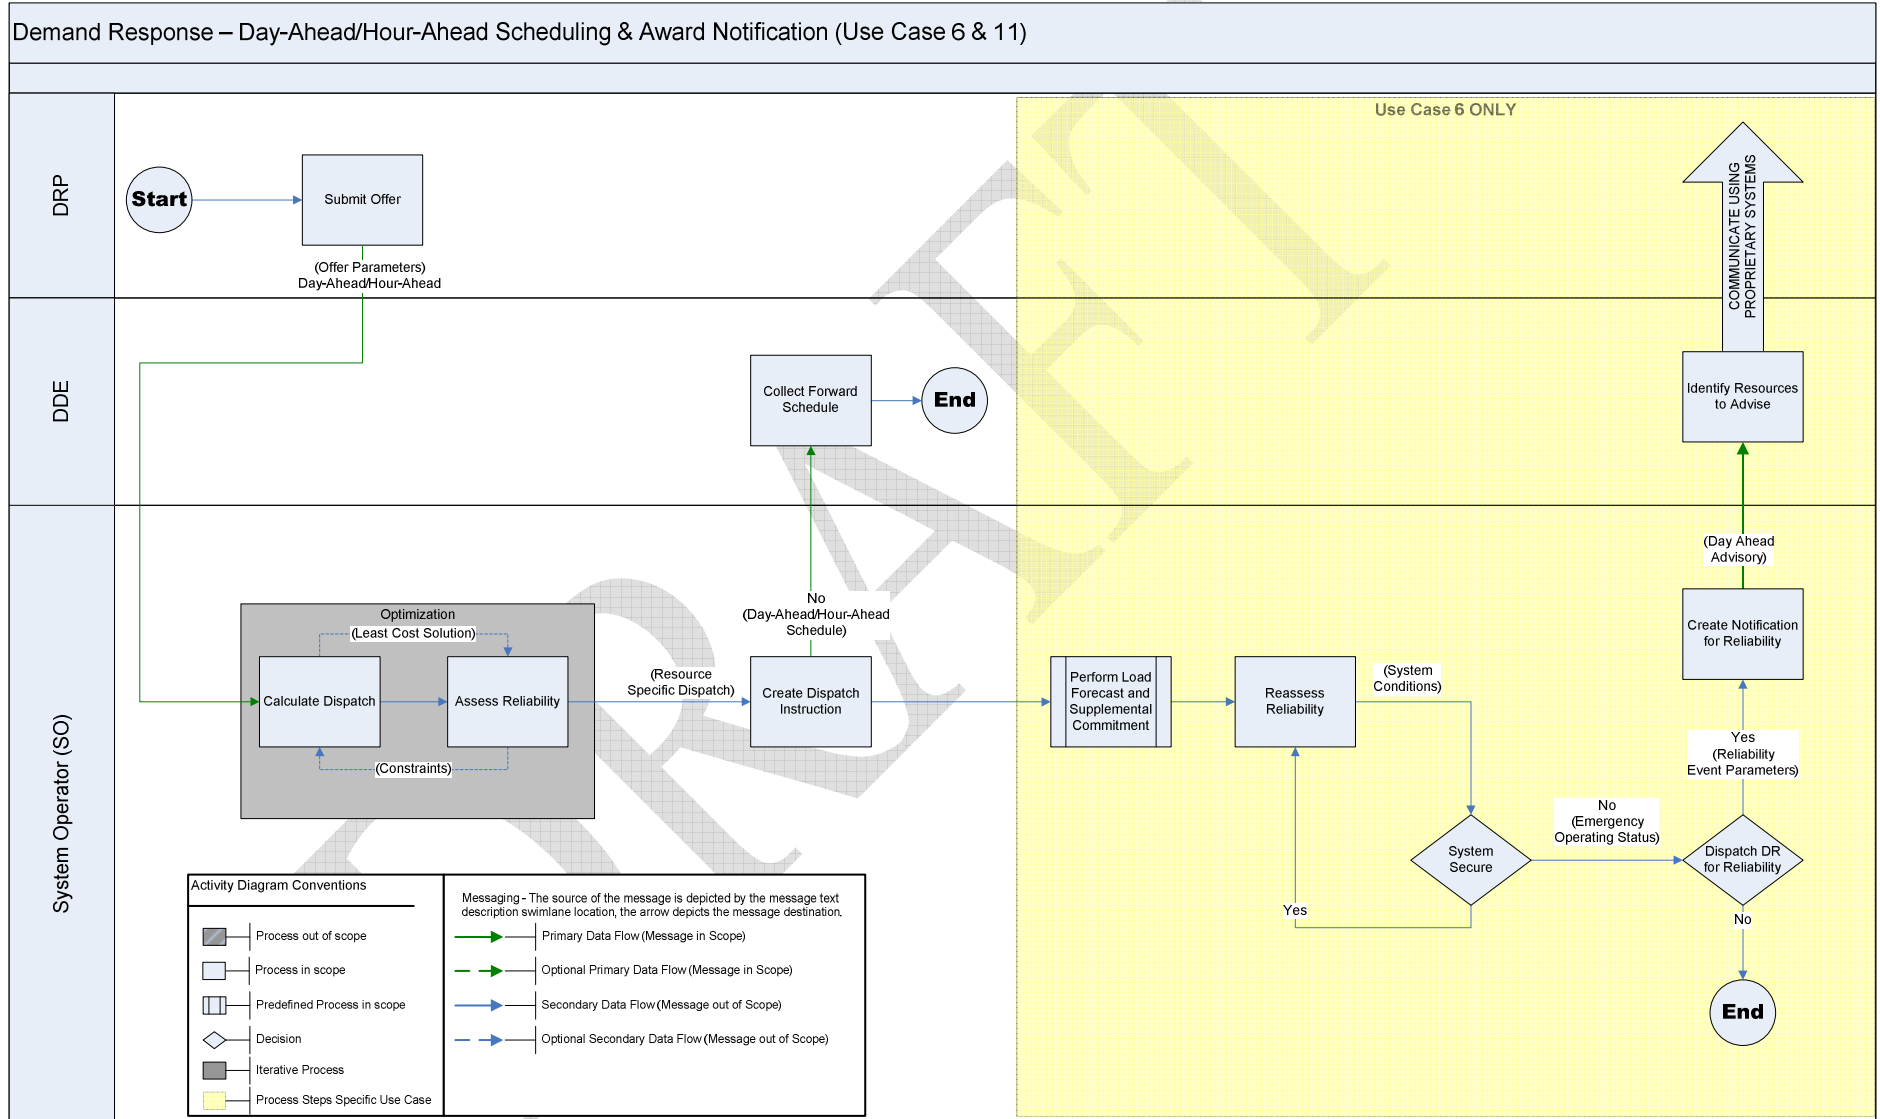 Demand Response – Day-Ahead/Hour-Ahead Scheduling & Award Notification (Use Case 6 & 11)
Use Case 6 ONLY
DRP
Start
Submit Offer
(Offer Parameters)
Day-Ahead/Hour-Ahead
COMMUNICATE USING
PROPRIETARY SYSTEMS
DDE
Collect Forward
Schedule
End
Identify Resources
to Advise
System Operator (SO)
(Day Ahead
Advisory)
No
(Day-Ahead/Hour-Ahead
Schedule)
Create Notification
for Reliability
Optimization
(Least Cost Solution)
Calculate Dispatch
Assess Reliability
(Constraints)
(Resource
Specific Dispatch)
Create Dispatch
Instruction
Perform Load
Forecast and
Supplemental
Commitment
Reassess
Reliability
(System
Conditions)
Yes
(Reliability
Event Parameters)
No
(Emergency
Operating Status)
System
Secure
Dispatch DR
for Reliability
Yes
No
End
Activity Diagram Conventions
Process out of scope
Process in scope
Predefined Process in scope
Decision
Iterative Process
Process Steps Specific Use Case
Messaging - The source of the message is depicted by the message text
description swimlane location, the arrow depicts the message destination.
Primary Data Flow (Message in Scope)
Optional Primary Data Flow (Message in Scope)
Secondary Data Flow (Message out of Scope)
Optional Secondary Data Flow (Message out of Scope)
DRAFT